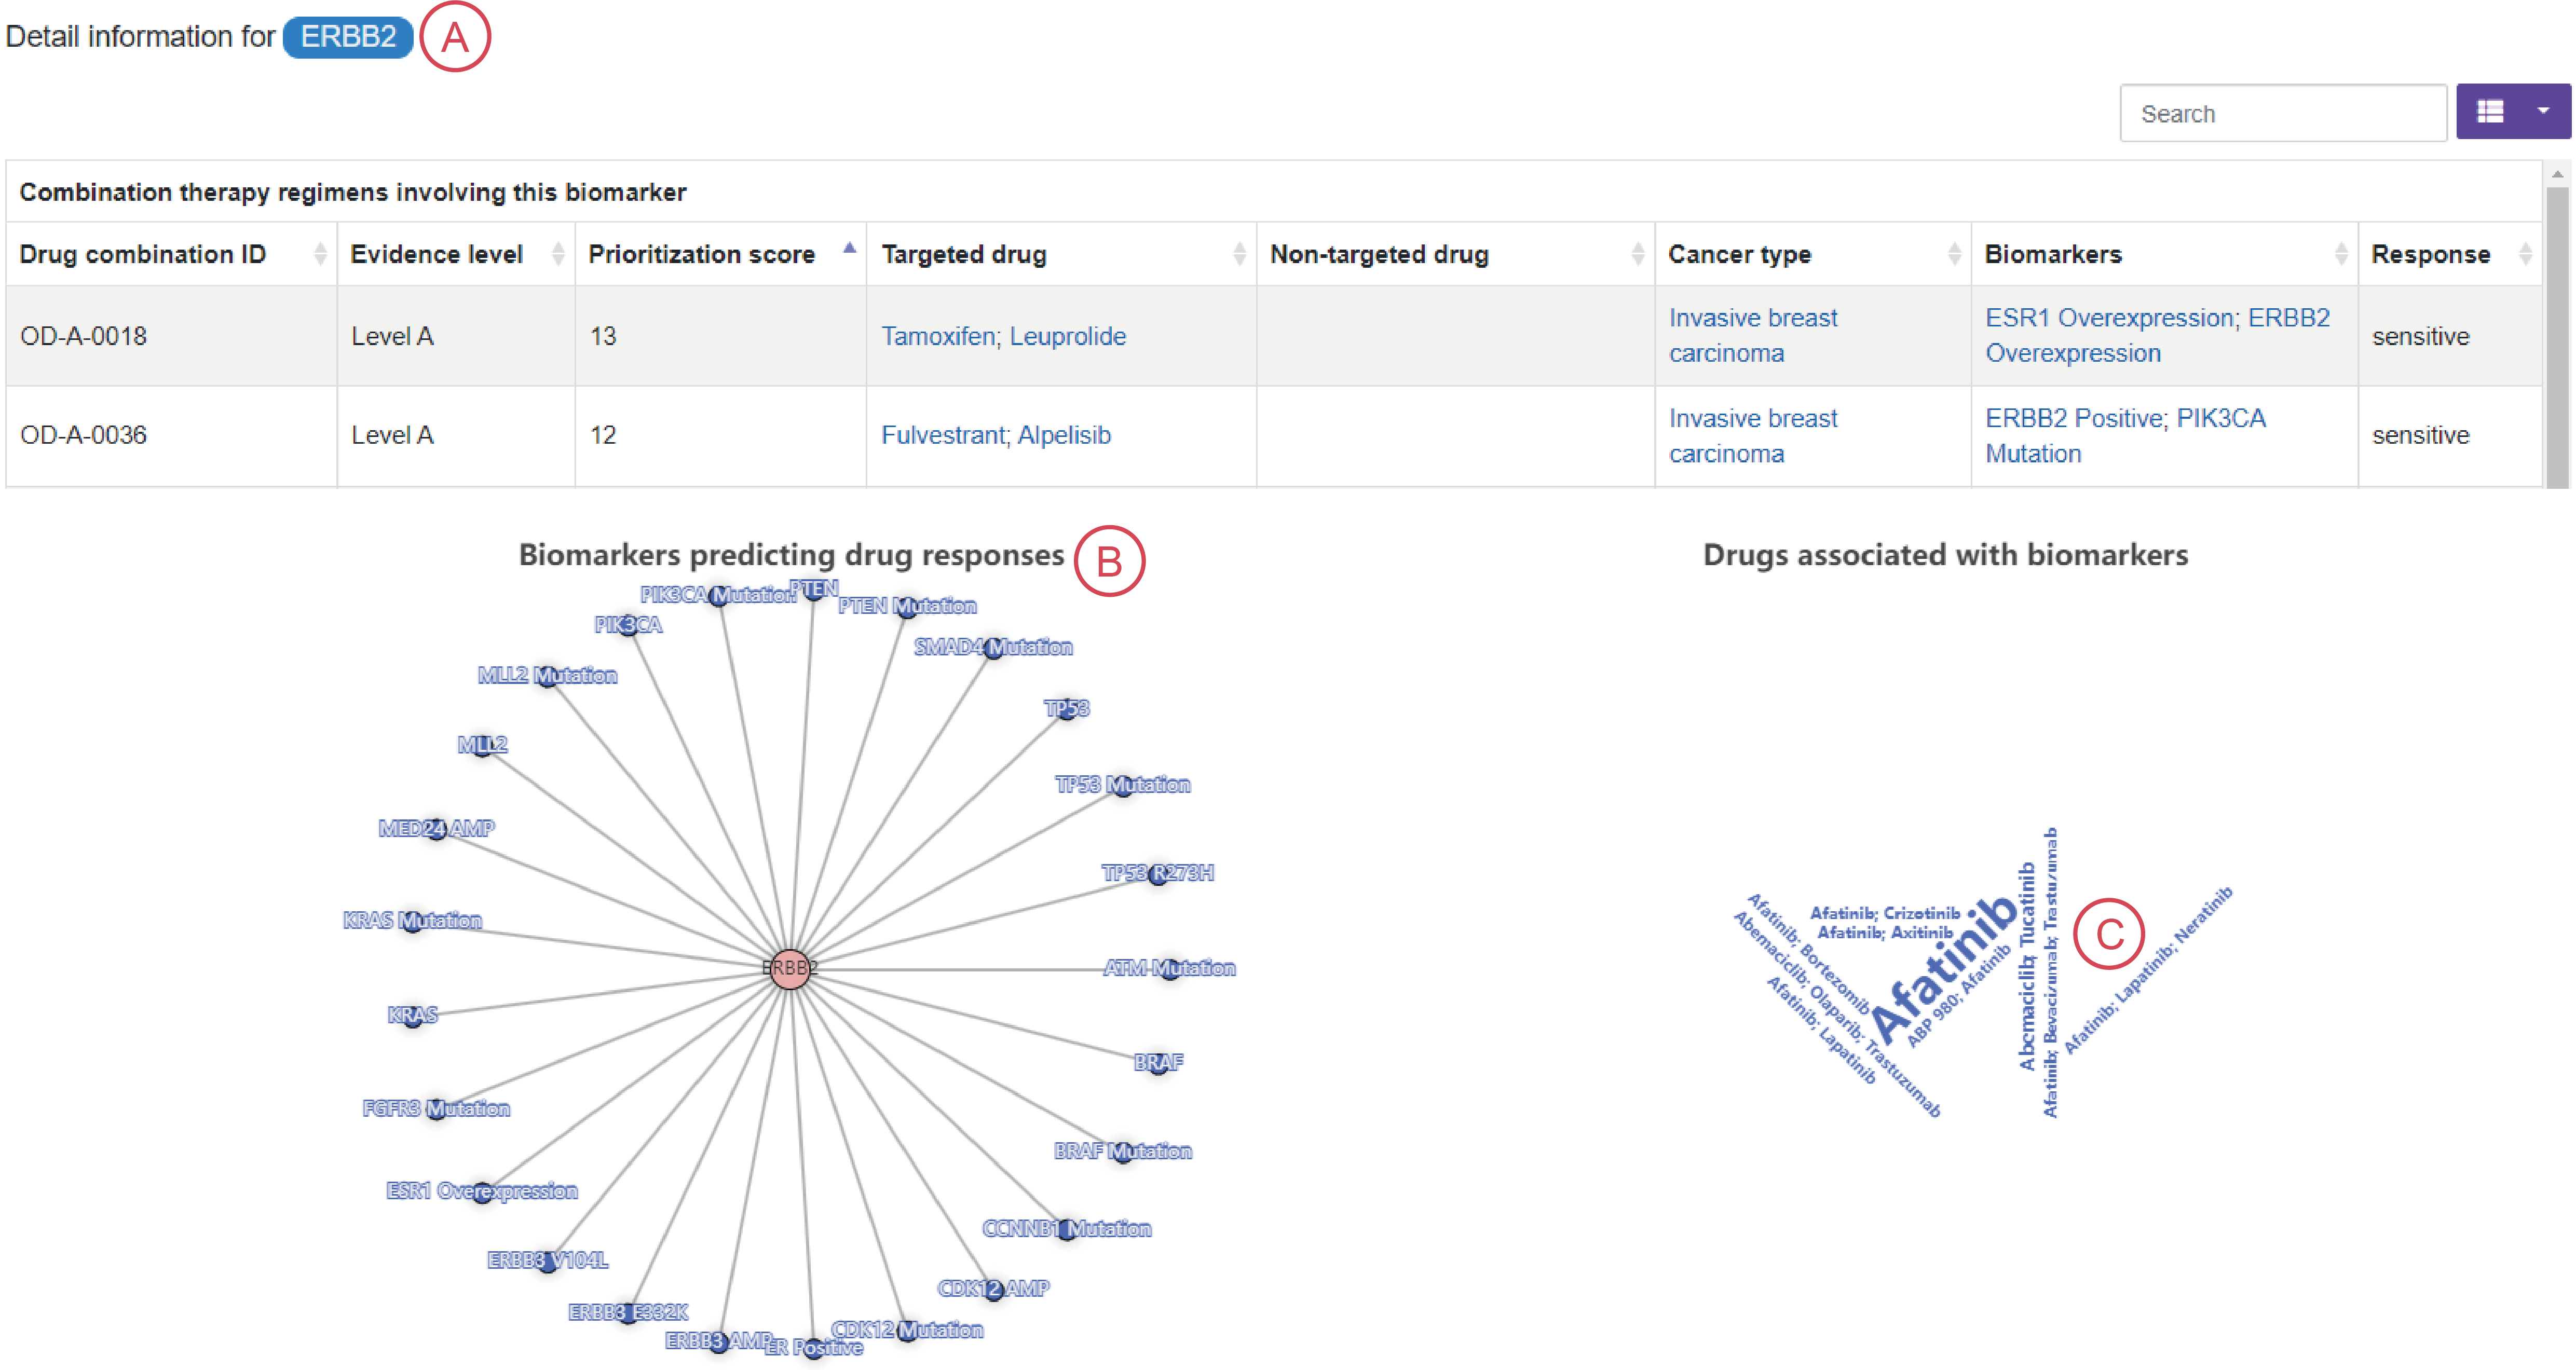 Detail information for ERBB2 A
Search
Combination therapy regimens involving this biomarker
Drug combination ID Evidence level Prioritization score Targeted drug Non-targeted drug Cancer type Biomarkers Response
OD-A-0018 Level A 13 Tamoxifen; Leuprolide Invasive breast carcinoma ESR1 Overexpression; ERBB2 Overexpression sensitive
OD-A-0036 Level A 12 Fulvestrant; Alpelisib Invasive breast carcinoma ERBB2 Positive; PIK3CA Mutation sensitive
Biomarkers predicting drug responses B
PIK3CA Mutation
PTEN
PTEN Mutation
PIK3CA
SMAD4 Mutation
MLL2 Mutation
TP53
MLL2
TP53 Mutation
MED24 AMP
TP53 R273H
KRAS Mutation
ERBB2
ATM Mutation
KRAS
BRAF
FGFR3 Mutation
BRAF Mutation
ESR1 Overexpression
CCNNB1 Mutation
ERBB3 V104L
CDK12 AMP
ERBB3 E332K
CDK12 Mutation
ERBB3 AMP
ER Positive
Drugs associated with biomarkers
Afatinib; Crizotinib
Afatinib; Axitinib
Afatinib; Bortezomib
Abemaciclib; Olaparib; Trastuzumab
Afatinib; Lapatinib
Afatinib
ABP 980; Afatinib
Abemaciclib; Tucatinib
Afatinib; Bevacizumab; Trastuzumab
Afatinib; Lapatinib; Neratinib
C